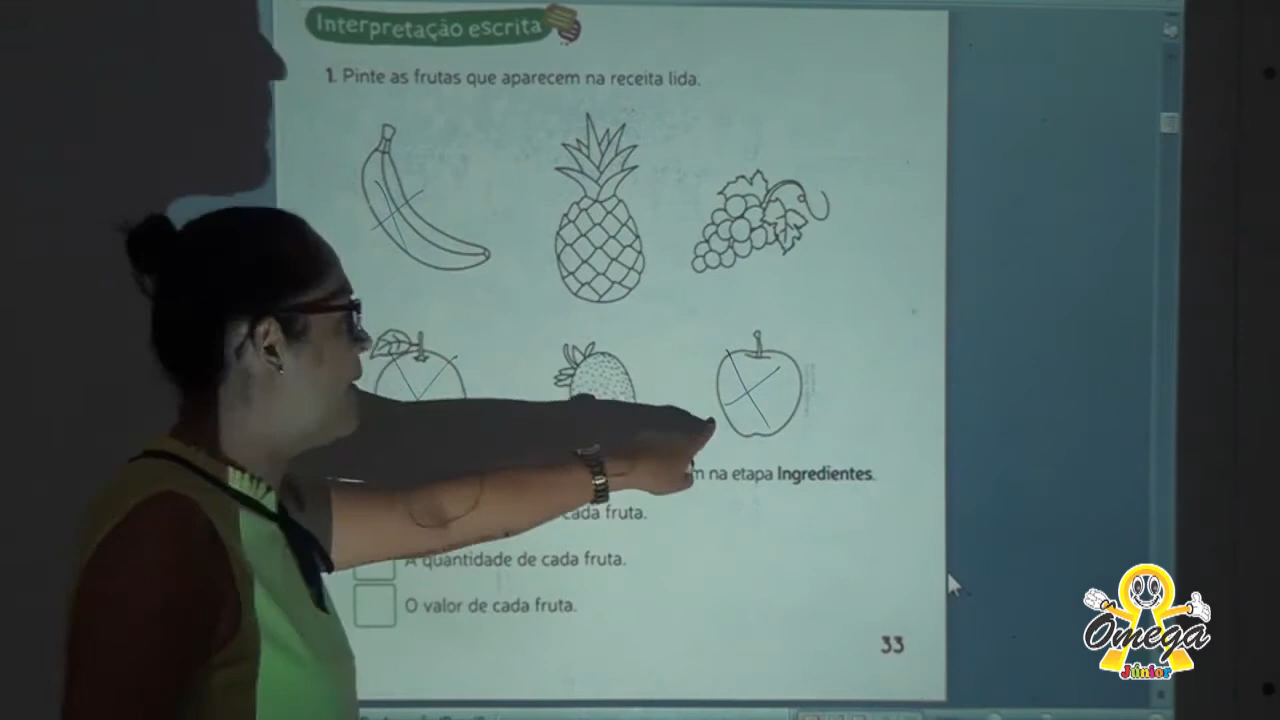 Interpretação escrita
1. Pinte as frutas que aparecem na receita lida.
na etapa Ingredientes.
cada fruta.
A quantidade de cada fruta.
O valor de cada fruta.
33
Omega
Júnior